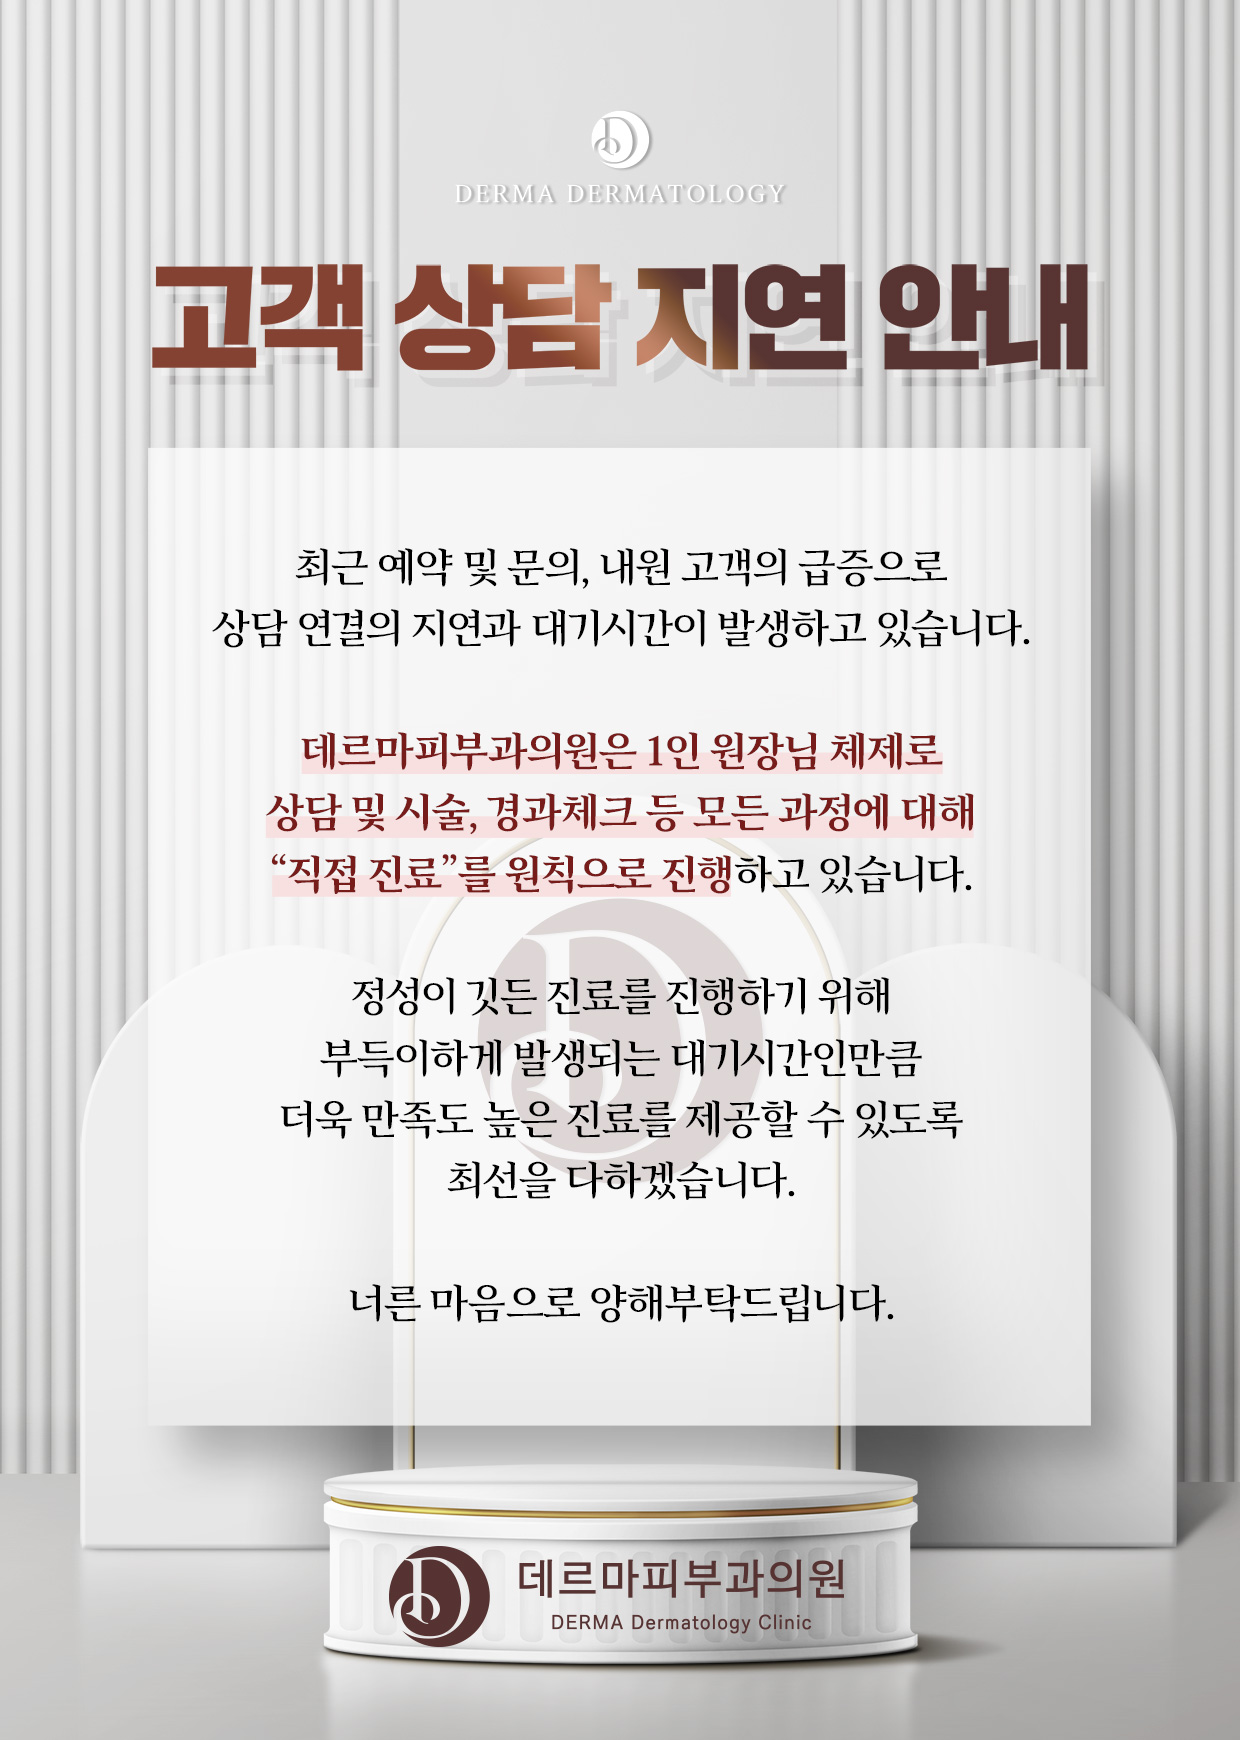 DERMA DERMATOLOGY
고객 상담 지연 안내
최근 예약 및 문의, 내원 고객의 급증으로
상담 연결의 지연과 대기시간이 발생하고 있습니다.
데르마피부과의원은 1인 원장님 체제로
상담 및 시술, 경과체크 등 모든 과정에 대해
“직접 진료”를 원칙으로 진행하고 있습니다.
정성이 깃든 진료를 진행하기 위해
부득이하게 발생되는 대기시간인만큼
더욱 만족도 높은 진료를 제공할 수 있도록
최선을 다하겠습니다.
너른 마음으로 양해부탁드립니다.
데르마피부과의원
DERMA Dermatology Clinic